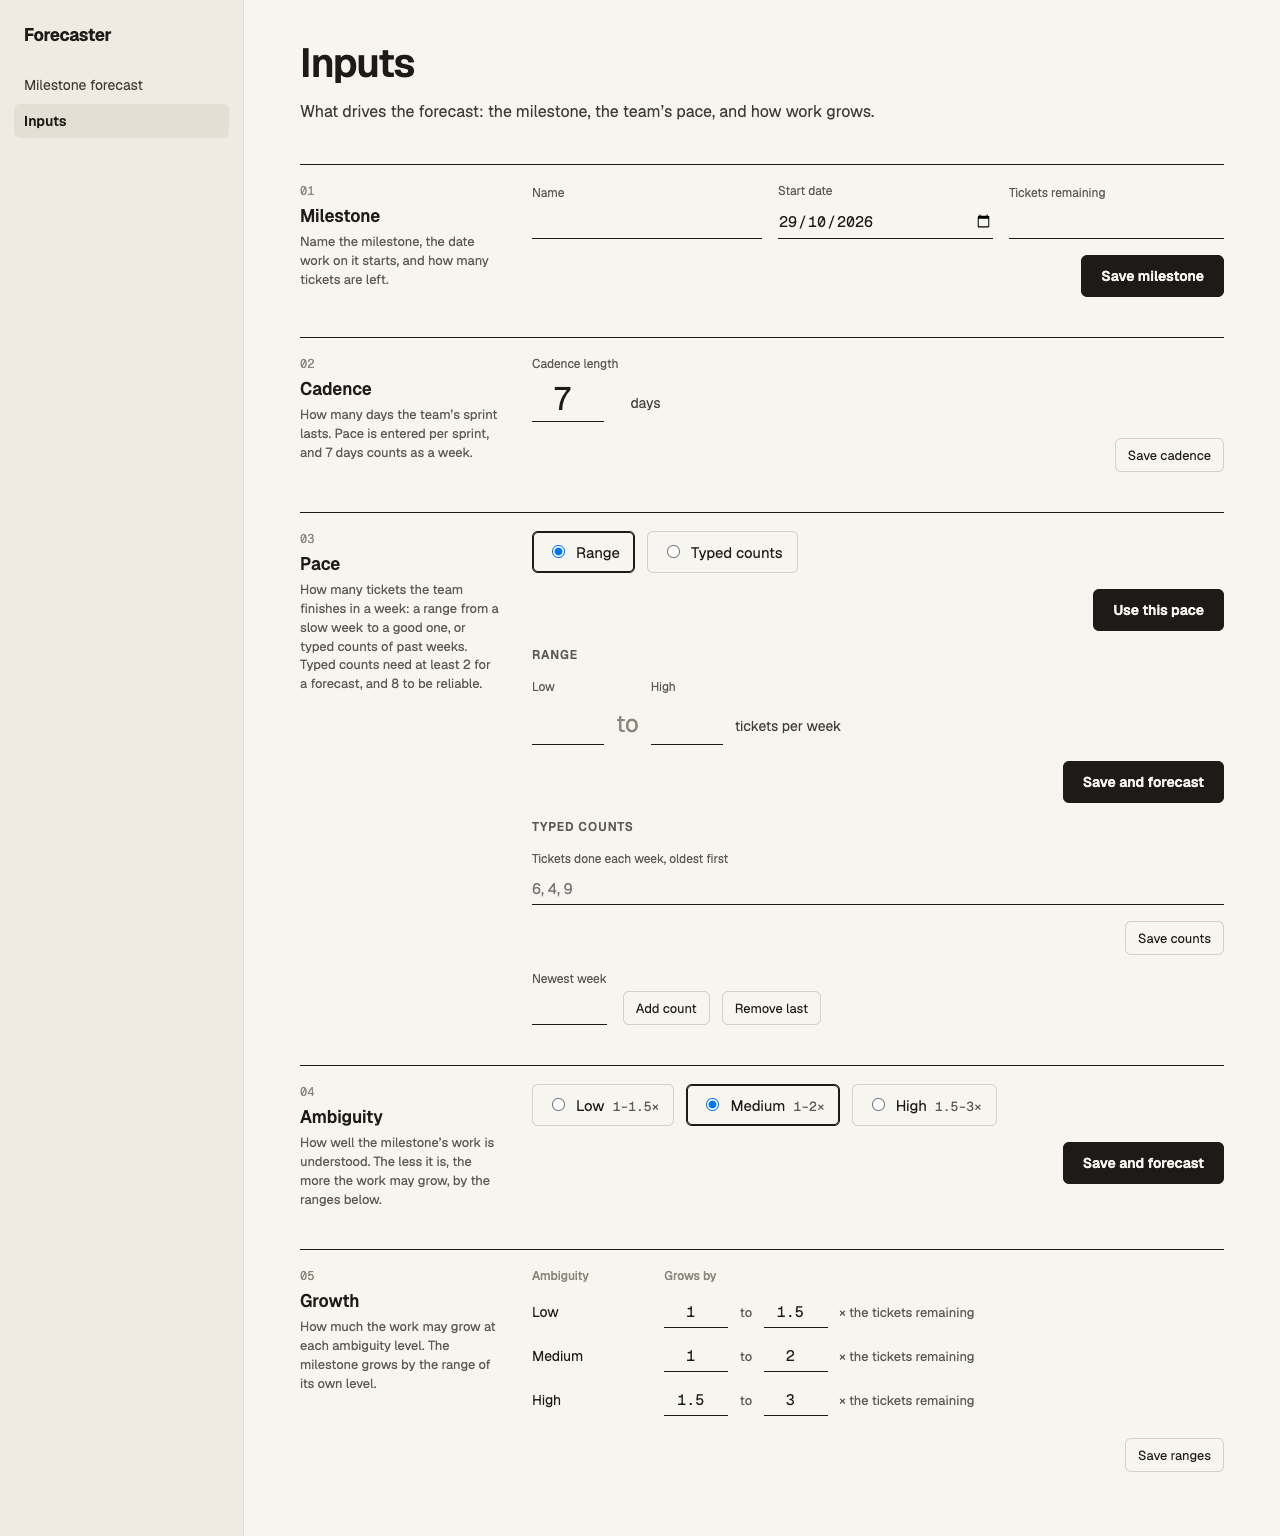 Forecaster
Milestone forecast
Inputs
Inputs
What drives the forecast: the milestone, the team’s pace, and how work grows.
01
Milestone
Name the milestone, the date
work on it starts, and how many
tickets are left.
Name
Start date
Tickets remaining
29/10/2026
Save milestone
02
Cadence
How many days the team’s sprint
lasts. Pace is entered per sprint,
and 7 days counts as a week.
Cadence length
7 days
Save cadence
03
Pace
How many tickets the team
finishes in a week: a range from a
slow week to a good one, or
typed counts of past weeks.
Typed counts need at least 2 for
a forecast, and 8 to be reliable.
Range
Typed counts
Use this pace
RANGE
Low
High
to
tickets per week
Save and forecast
TYPED COUNTS
Tickets done each week, oldest first
6, 4, 9
Save counts
Newest week
Add count
Remove last
04
Ambiguity
How well the milestone’s work is
understood. The less it is, the
more the work may grow, by the
ranges below.
Low 1–1.5×
Medium 1–2×
High 1.5–3×
Save and forecast
05
Growth
How much the work may grow at
each ambiguity level. The
milestone grows by the range of
its own level.
Ambiguity
Grows by
Low 1 to 1.5 × the tickets remaining
Medium 1 to 2 × the tickets remaining
High 1.5 to 3 × the tickets remaining
Save ranges